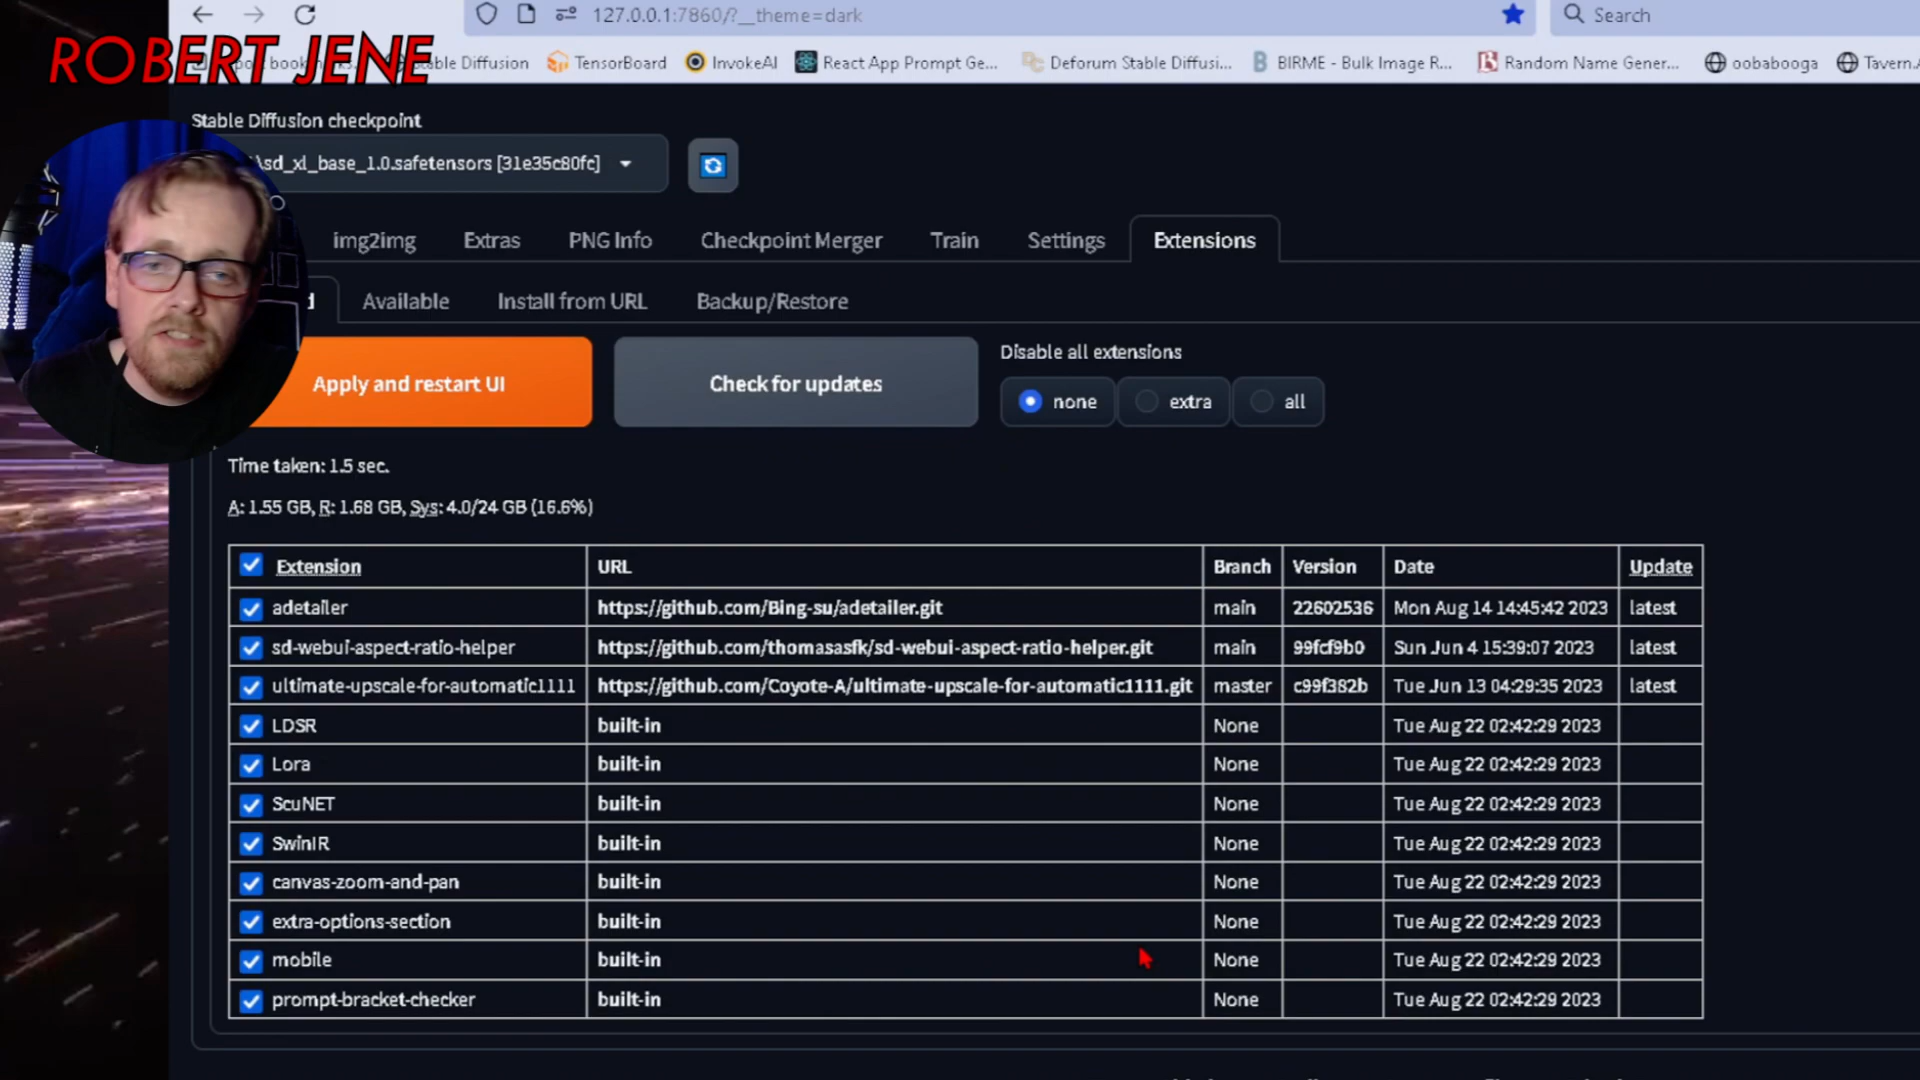 127.0.0.1:7860/?__theme=dark
Search
ROBERT JENE
Stable Diffusion
TensorBoard
InvokeAI
React App Prompt Ge...
Deforum Stable Diffusi...
BIRME - Bulk Image R...
Random Name Gener...
oobabooga
Tavern.A
Stable Diffusion checkpoint
\sd_xl_base_1.0.safetensors [31e35c80fc]
img2img
Extras
PNG Info
Checkpoint Merger
Train
Settings
Extensions
Available
Install from URL
Backup/Restore
Apply and restart UI
Check for updates
Disable all extensions
none
extra
all
Time taken: 1.5 sec.
A: 1.55 GB, R: 1.68 GB, Sys: 4.0/24 GB (16.6%)
Extension URL Branch Version Date Update
adetailer https://github.com/Bing-su/adetailer.git main 22602536 Mon Aug 14 14:45:42 2023 latest
sd-webui-aspect-ratio-helper https://github.com/thomasasfk/sd-webui-aspect-ratio-helper.git main 99fcf9b0 Sun Jun 4 15:39:07 2023 latest
ultimate-upscale-for-automatic1111 https://github.com/Coyote-A/ultimate-upscale-for-automatic1111.git master c99f382b Tue Jun 13 04:29:35 2023 latest
LDSR built-in None Tue Aug 22 02:42:29 2023
Lora built-in None Tue Aug 22 02:42:29 2023
ScuNET built-in None Tue Aug 22 02:42:29 2023
SwinIR built-in None Tue Aug 22 02:42:29 2023
canvas-zoom-and-pan built-in None Tue Aug 22 02:42:29 2023
extra-options-section built-in None Tue Aug 22 02:42:29 2023
mobile built-in None Tue Aug 22 02:42:29 2023
prompt-bracket-checker built-in None Tue Aug 22 02:42:29 2023